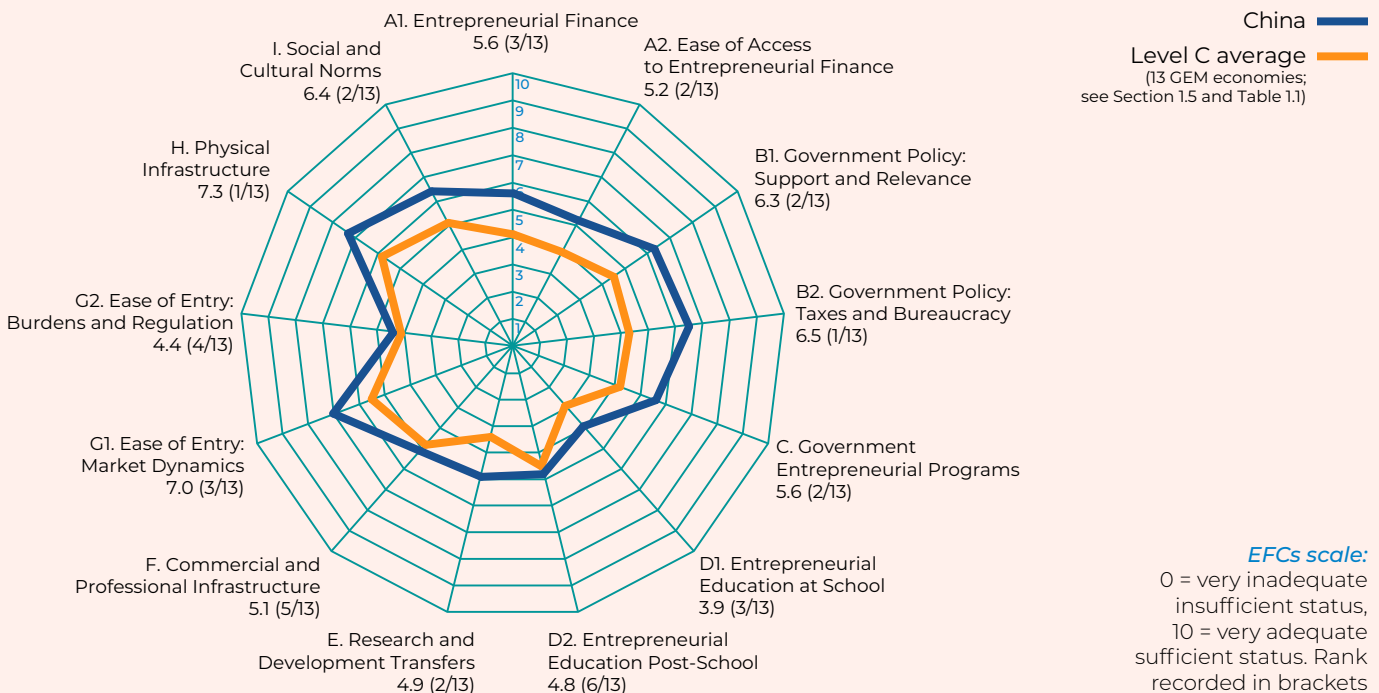 A1. Entrepreneurial Finance
5.6 (3/13)
A2. Ease of Access
to Entrepreneurial Finance
5.2 (2/13)
B1. Government Policy:
Support and Relevance
6.3 (2/13)
B2. Government Policy:
Taxes and Bureaucracy
6.5 (1/13)
C. Government
Entrepreneurial Programs
5.6 (2/13)
D1. Entrepreneurial
Education at School
3.9 (3/13)
D2. Entrepreneurial
Education Post-School
4.8 (6/13)
E. Research and
Development Transfers
4.9 (2/13)
F. Commercial and
Professional Infrastructure
5.1 (5/13)
G1. Ease of Entry:
Market Dynamics
7.0 (3/13)
G2. Ease of Entry:
Burdens and Regulation
4.4 (4/13)
H. Physical
Infrastructure
7.3 (1/13)
I. Social and
Cultural Norms
6.4 (2/13)
10
9
8
7
6
5
4
3
2
1
China
Level C average
(13 GEM economies;
see Section 1.5 and Table 1.1)
EFCs scale:
0 = very inadequate
insufficient status,
10 = very adequate
sufficient status. Rank
recorded in brackets